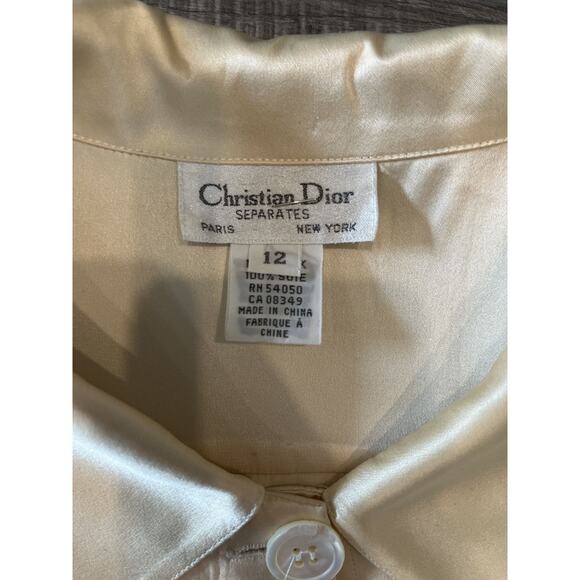 Christian Dior
SEPARATES
PARIS NEW YORK
12
100% SOIE
RN 54050
CA 08349
MADE IN CHINA
FABRIQUE À
CHINE